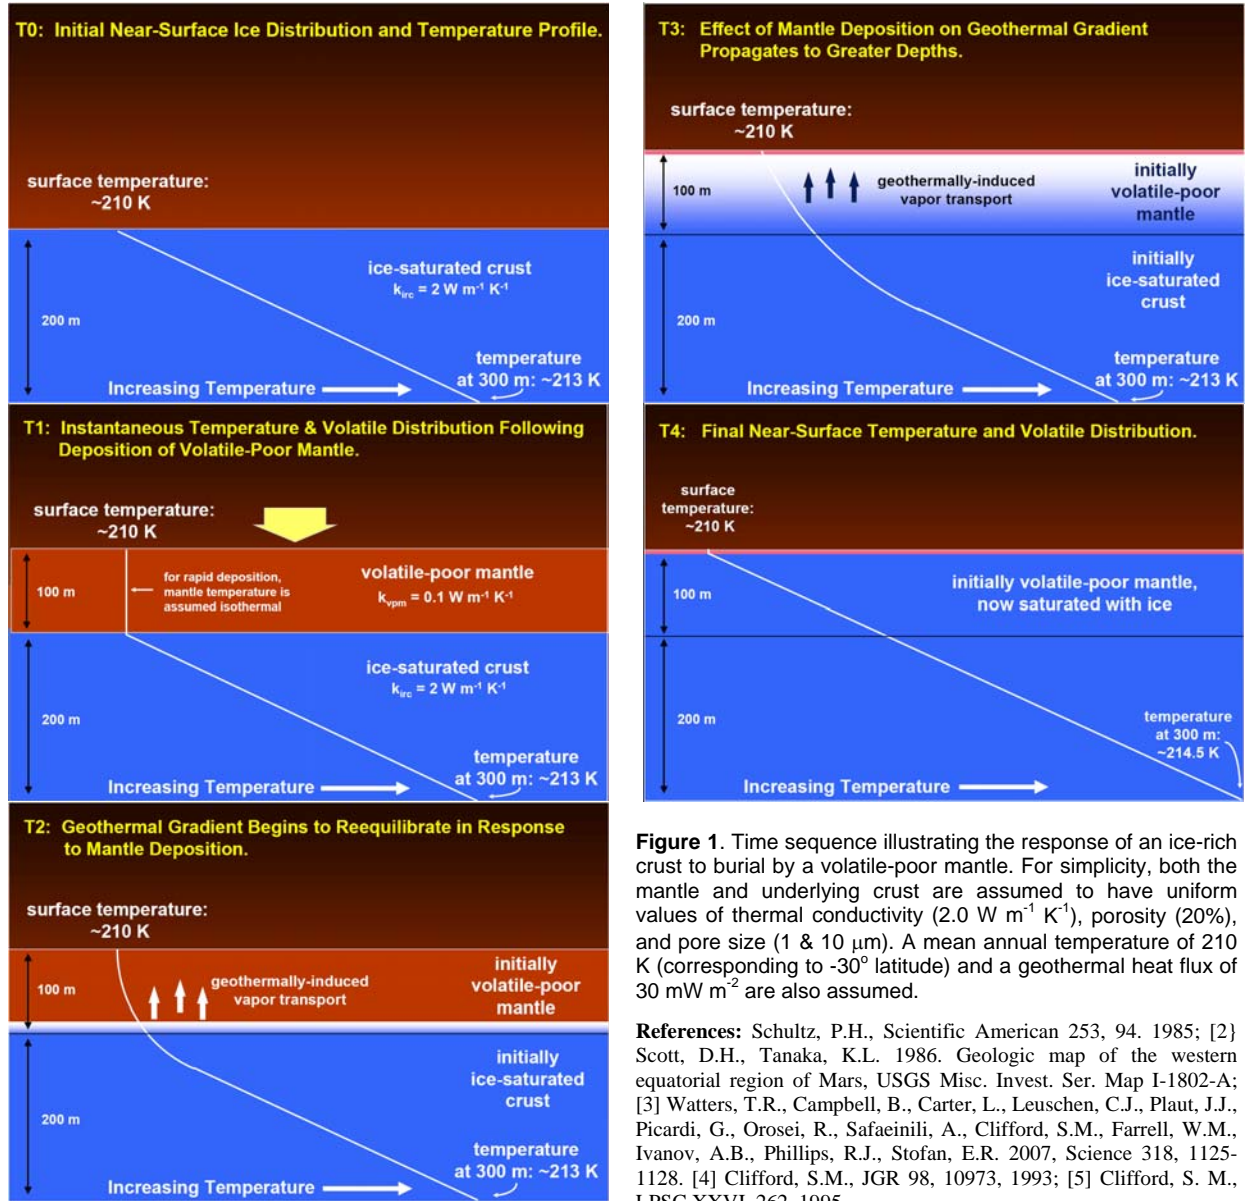 T0: Initial Near-Surface Ice Distribution and Temperature Profile.
surface temperature:
~210 K
ice-saturated crust
k_irc = 2 W m⁻¹ K⁻¹
200 m
temperature
at 300 m: ~213 K
Increasing Temperature
T1: Instantaneous Temperature & Volatile Distribution Following
Deposition of Volatile-Poor Mantle.
surface temperature:
~210 K
100 m
for rapid deposition,
mantle temperature is
assumed isothermal
volatile-poor mantle
k_vpm = 0.1 W m⁻¹ K⁻¹
ice-saturated crust
k_irc = 2 W m⁻¹ K⁻¹
200 m
temperature
at 300 m: ~213 K
Increasing Temperature
T2: Geothermal Gradient Begins to Reequilibrate in Response
to Mantle Deposition.
surface temperature:
~210 K
100 m
geothermally-induced
vapor transport
initially
volatile-poor
mantle
initially
ice-saturated
crust
200 m
temperature
at 300 m: ~213 K
Increasing Temperature
T3: Effect of Mantle Deposition on Geothermal Gradient
Propagates to Greater Depths.
surface temperature:
~210 K
100 m
geothermally-induced
vapor transport
initially
volatile-poor
mantle
initially
ice-saturated
crust
200 m
temperature
at 300 m: ~213 K
Increasing Temperature
T4: Final Near-Surface Temperature and Volatile Distribution.
surface
temperature:
~210 K
100 m
initially volatile-poor mantle,
now saturated with ice
200 m
temperature
at 300 m:
~214.5 K
Increasing Temperature
Figure 1. Time sequence illustrating the response of an ice-rich
crust to burial by a volatile-poor mantle. For simplicity, both the
mantle and underlying crust are assumed to have uniform
values of thermal conductivity (2.0 W m⁻¹ K⁻¹), porosity (20%),
and pore size (1 & 10 μm). A mean annual temperature of 210
K (corresponding to -30° latitude) and a geothermal heat flux of
30 mW m⁻² are also assumed.
References: Schultz, P.H., Scientific American 253, 94. 1985; [2}
Scott, D.H., Tanaka, K.L. 1986. Geologic map of the western
equatorial region of Mars, USGS Misc. Invest. Ser. Map I-1802-A;
[3] Watters, T.R., Campbell, B., Carter, L., Leuschen, C.J., Plaut, J.J.,
Picardi, G., Orosei, R., Safaeinili, A., Clifford, S.M., Farrell, W.M.,
Ivanov, A.B., Phillips, R.J., Stofan, E.R. 2007, Science 318, 1125-
1128. [4] Clifford, S.M., JGR 98, 10973, 1993; [5] Clifford, S. M.,
LPSC XXVI, 262, 1995.